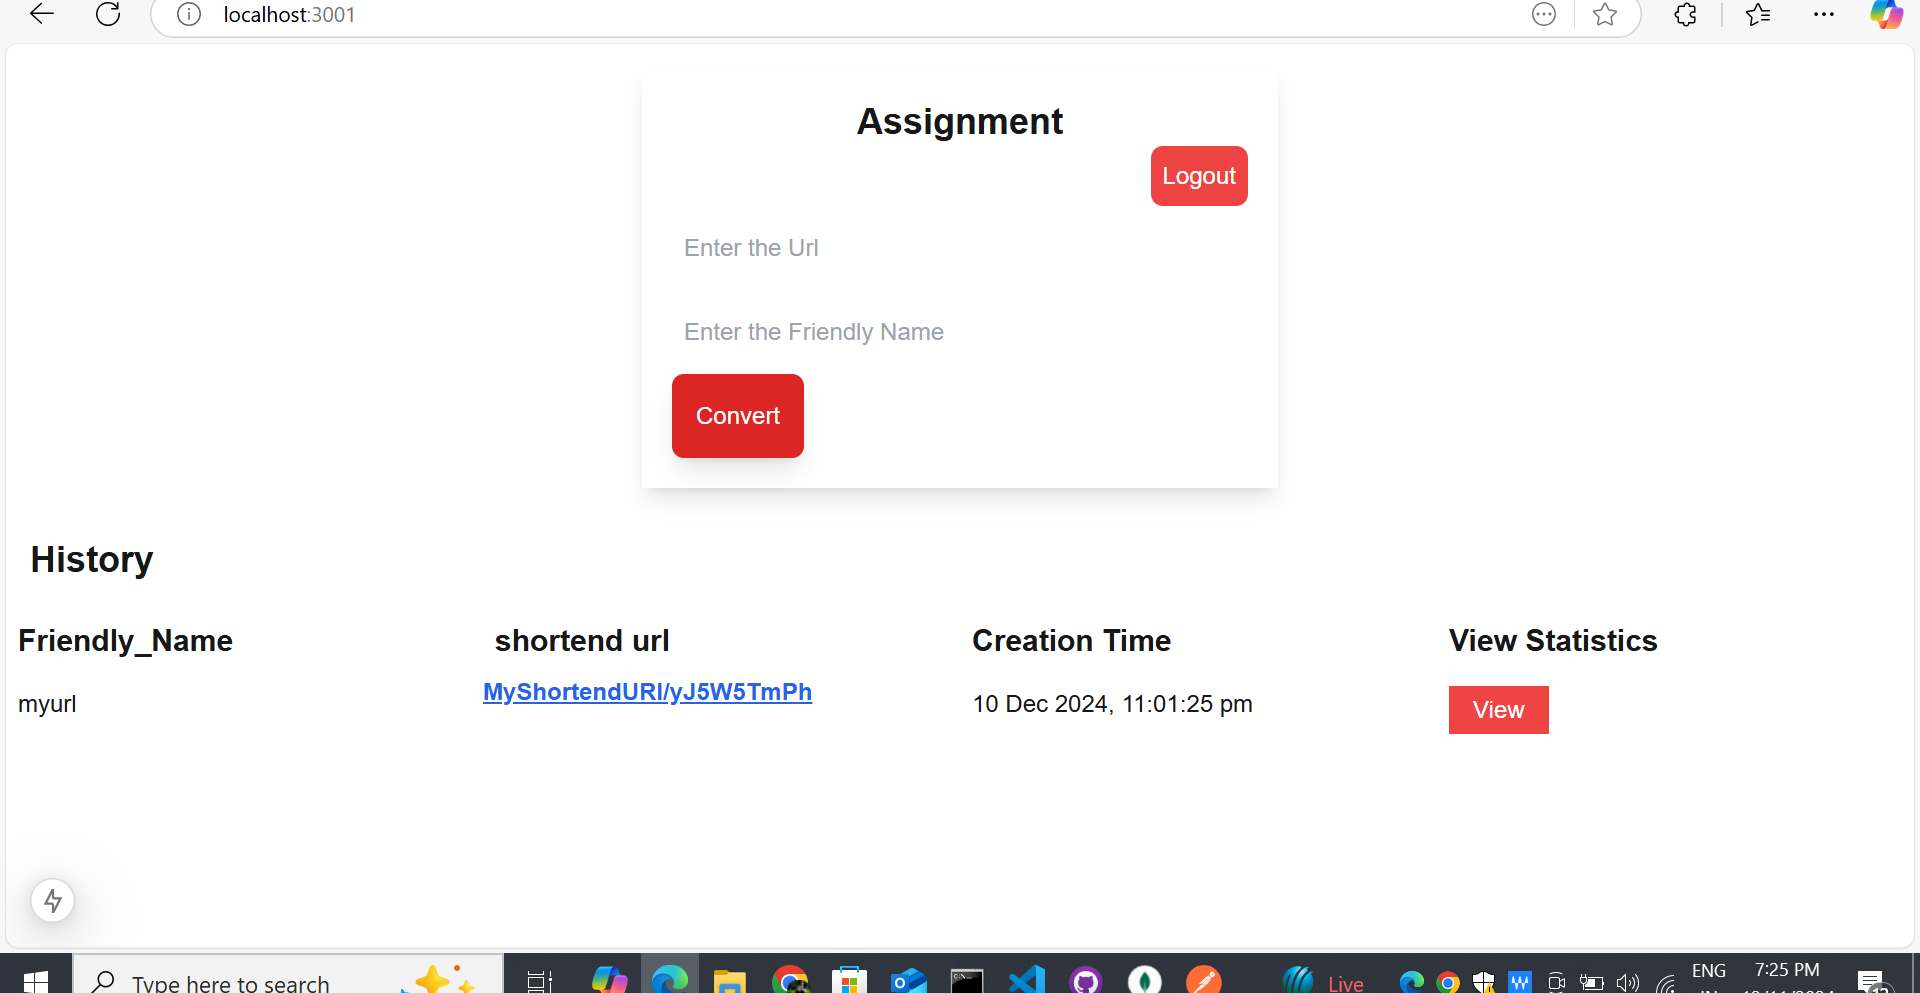 localhost:3001
Assignment
Logout
Enter the Url
Enter the Friendly Name
Convert
History
Friendly_Name shortend url Creation Time View Statistics
myurl MyShortendURl/yJ5W5TmPh 10 Dec 2024, 11:01:25 pm View
Type here to search
Live
ENG 7:25 PM